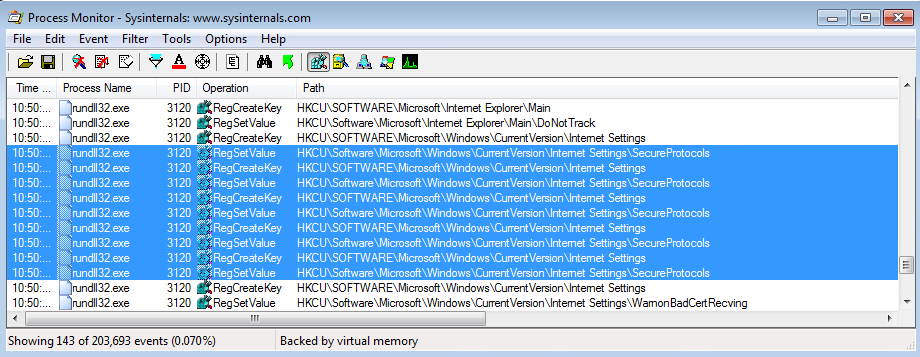 Process Monitor - Sysinternals: www.sysinternals.com
File Edit Event Filter Tools Options Help
Time ... Process Name PID Operation Path
10:50:... rundll32.exe 3120 RegCreateKey HKCU\SOFTWARE\Microsoft\Internet Explorer\Main
10:50:... rundll32.exe 3120 RegSetValue HKCU\Software\Microsoft\Internet Explorer\Main\DoNotTrack
10:50:... rundll32.exe 3120 RegCreateKey HKCU\SOFTWARE\Microsoft\Windows\CurrentVersion\Internet Settings
10:50:... rundll32.exe 3120 RegSetValue HKCU\Software\Microsoft\Windows\CurrentVersion\Internet Settings\SecureProtocols
10:50:... rundll32.exe 3120 RegCreateKey HKCU\SOFTWARE\Microsoft\Windows\CurrentVersion\Internet Settings
10:50:... rundll32.exe 3120 RegSetValue HKCU\Software\Microsoft\Windows\CurrentVersion\Internet Settings\SecureProtocols
10:50:... rundll32.exe 3120 RegCreateKey HKCU\SOFTWARE\Microsoft\Windows\CurrentVersion\Internet Settings
10:50:... rundll32.exe 3120 RegSetValue HKCU\Software\Microsoft\Windows\CurrentVersion\Internet Settings\SecureProtocols
10:50:... rundll32.exe 3120 RegCreateKey HKCU\SOFTWARE\Microsoft\Windows\CurrentVersion\Internet Settings
10:50:... rundll32.exe 3120 RegSetValue HKCU\Software\Microsoft\Windows\CurrentVersion\Internet Settings\SecureProtocols
10:50:... rundll32.exe 3120 RegCreateKey HKCU\SOFTWARE\Microsoft\Windows\CurrentVersion\Internet Settings
10:50:... rundll32.exe 3120 RegSetValue HKCU\Software\Microsoft\Windows\CurrentVersion\Internet Settings\SecureProtocols
10:50:... rundll32.exe 3120 RegCreateKey HKCU\SOFTWARE\Microsoft\Windows\CurrentVersion\Internet Settings
10:50:... rundll32.exe 3120 RegSetValue HKCU\Software\Microsoft\Windows\CurrentVersion\Internet Settings\WarnonBadCertRecving
Showing 143 of 203,693 events (0.070%) Backed by virtual memory